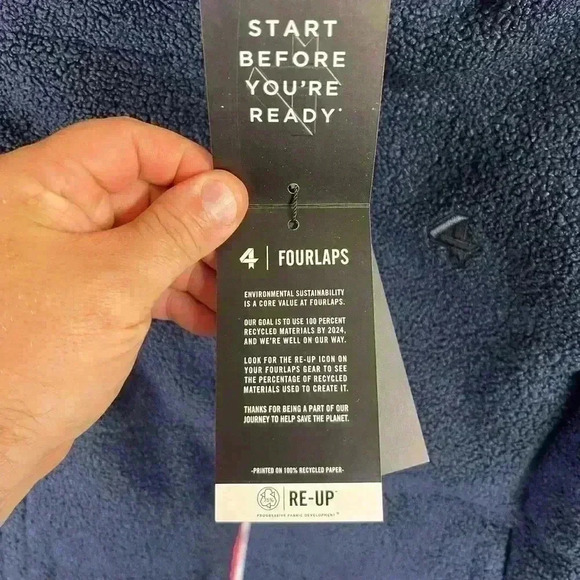 START
BEFORE
YOU'RE
READY
4 | FOURLAPS
ENVIRONMENTAL SUSTAINABILITY
IS A CORE VALUE AT FOURLAPS.
OUR GOAL IS TO USE 100 PERCENT
RECYCLED MATERIALS BY 2024,
AND WE'RE WELL ON OUR WAY.
LOOK FOR THE RE-UP ICON ON
YOUR FOURLAPS GEAR TO SEE
THE PERCENTAGE OF RECYCLED
MATERIALS USED TO CREATE IT.
THANKS FOR BEING A PART OF OUR
JOURNEY TO HELP SAVE THE PLANET.
-PRINTED ON 100% RECYCLED PAPER-
RE-UP
PROGRESSIVE FABRIC DEVELOPMENT
4